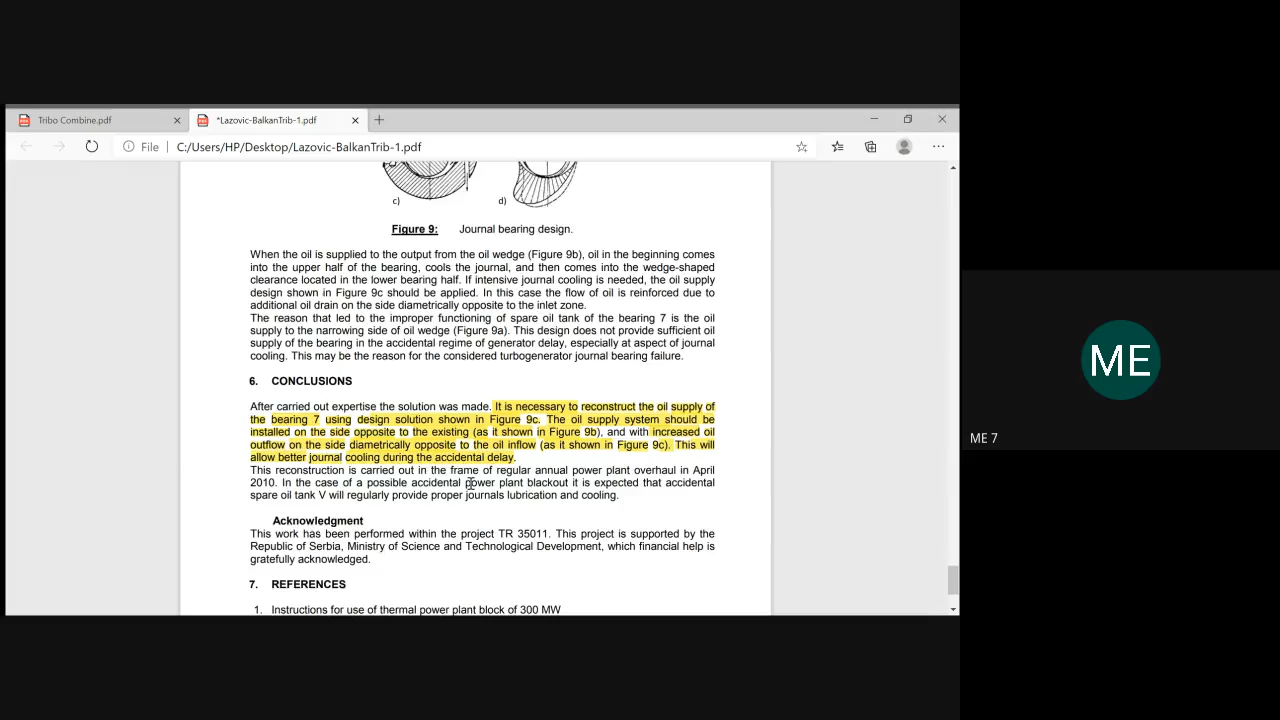 Tribo Combine.pdf
*Lazovic-BalkanTrib-1.pdf
File
C:/Users/HP/Desktop/Lazovic-BalkanTrib-1.pdf
c)
d)
Figure 9: Journal bearing design.
When the oil is supplied to the output from the oil wedge (Figure 9b), oil in the beginning comes
into the upper half of the bearing, cools the journal, and then comes into the wedge-shaped
clearance located in the lower bearing half. If intensive journal cooling is needed, the oil supply
design shown in Figure 9c should be applied. In this case the flow of oil is reinforced due to
additional oil drain on the side diametrically opposite to the inlet zone.
The reason that led to the improper functioning of spare oil tank of the bearing 7 is the oil
supply to the narrowing side of oil wedge (Figure 9a). This design does not provide sufficient oil
supply of the bearing in the accidental regime of generator delay, especially at aspect of journal
cooling. This may be the reason for the considered turbogenerator journal bearing failure.
6. CONCLUSIONS
After carried out expertise the solution was made. It is necessary to reconstruct the oil supply of
the bearing 7 using design solution shown in Figure 9c. The oil supply system should be
installed on the side opposite to the existing (as it shown in Figure 9b), and with increased oil
outflow on the side diametrically opposite to the oil inflow (as it shown in Figure 9c). This will
allow better journal cooling during the accidental delay.
This reconstruction is carried out in the frame of regular annual power plant overhaul in April
2010. In the case of a possible accidental power plant blackout it is expected that accidental
spare oil tank V will regularly provide proper journals lubrication and cooling.
Acknowledgment
This work has been performed within the project TR 35011. This project is supported by the
Republic of Serbia, Ministry of Science and Technological Development, which financial help is
gratefully acknowledged.
7. REFERENCES
1. Instructions for use of thermal power plant block of 300 MW
ME
ME 7